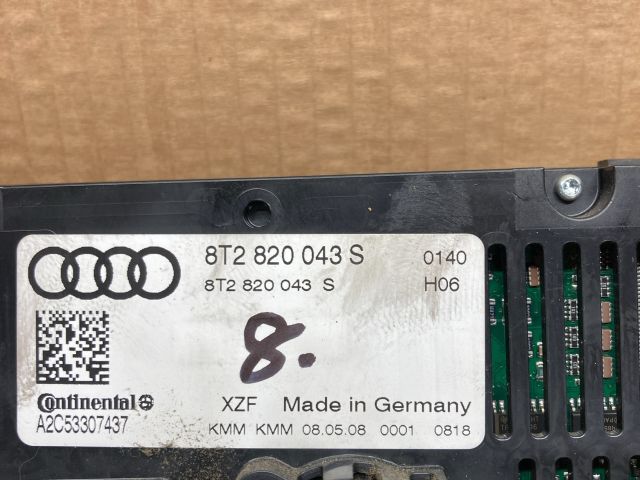 8T2 820 043 S 0140
8T2 820 043 S H06
8.
Continental
A2C53307437
XZF Made in Germany
KMM KMM 08.05.08 0001 0818